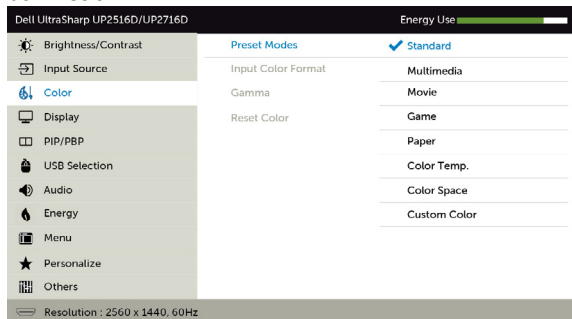 Dell UltraSharp UP2516D/UP2716D
Energy Use
Brightness/Contrast
Preset Modes
Standard
Input Source
Input Color Format
Multimedia
Color
Gamma
Movie
Display
Reset Color
Game
PIP/PBP
Paper
USB Selection
Color Temp.
Audio
Color Space
Energy
Custom Color
Menu
Personalize
Others
Resolution : 2560 x 1440, 60Hz